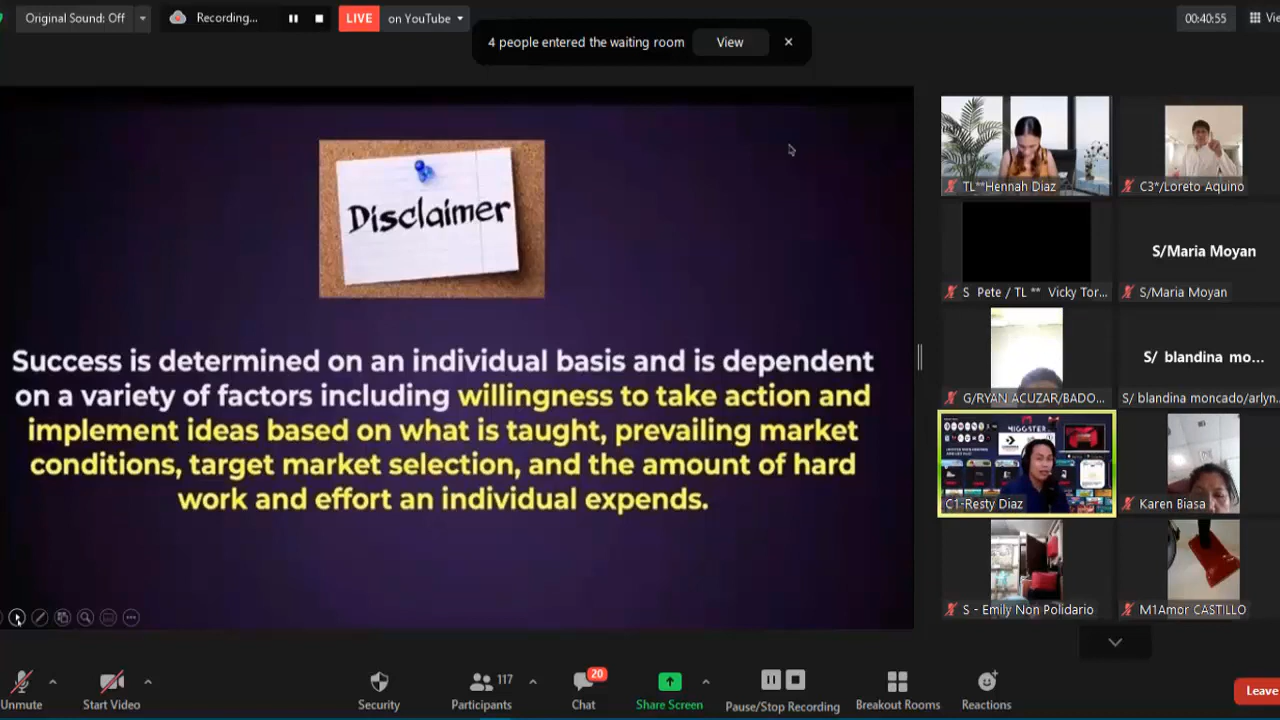 Original Sound: Off
Recording...
LIVE
on YouTube
4 people entered the waiting room
View
00:40:55
Disclaimer
Success is determined on an individual basis and is dependent
on a variety of factors including willingness to take action and
implement ideas based on what is taught, prevailing market
conditions, target market selection, and the amount of hard
work and effort an individual expends.
TL**Hennah Diaz
C3*/Loreto Aquino
S Pete / TL ** Vicky Tor...
S/Maria Moyan
S/Maria Moyan
G/RYAN ACUZAR/BADO...
S/ blandina mo...
S/ blandina moncado/arlyn
HIGGSTER
CONVERSE
C1-Resty Diaz
Karen Biasa
S - Emily Non Polidario
M1Amor CASTILLO
Unmute
Start Video
Security
117
Participants
20
Chat
Share Screen
Pause/Stop Recording
Breakout Rooms
Reactions
Leave